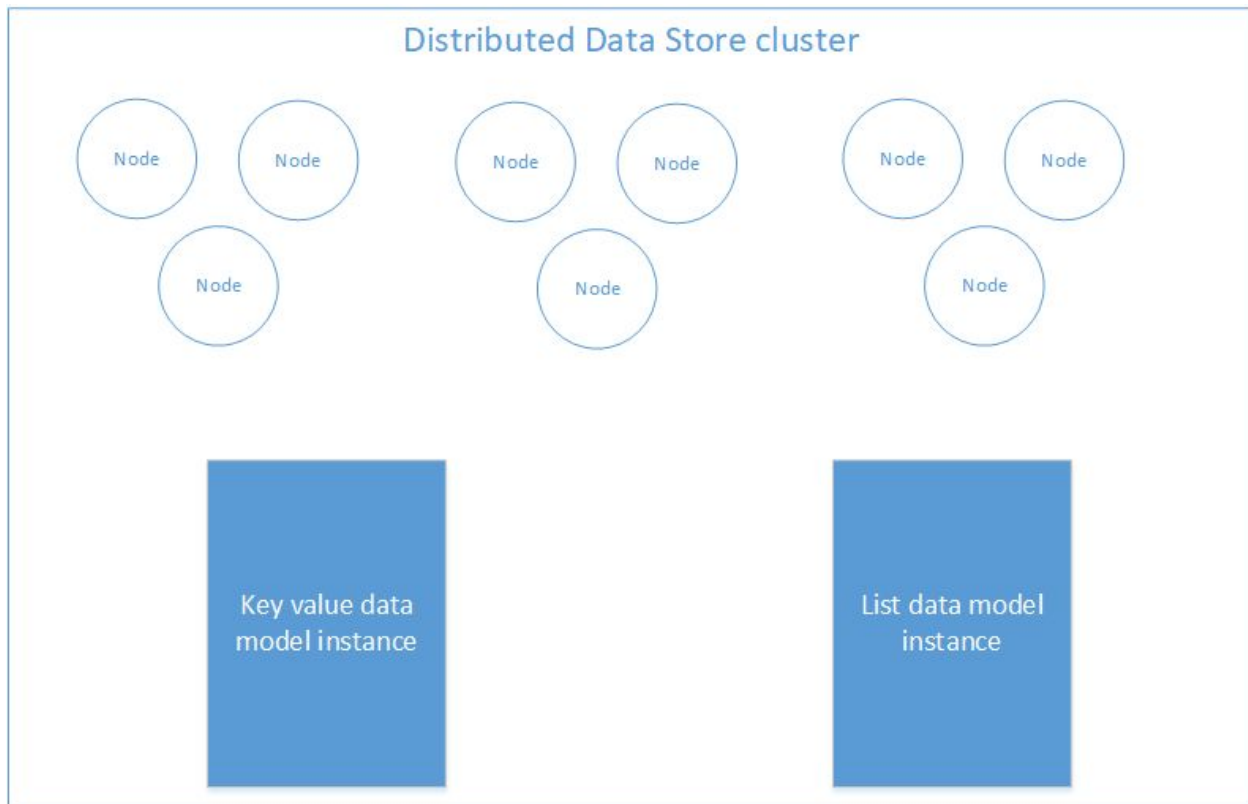 Distributed Data Store cluster
Node
Node
Node
Node
Node
Node
Node
Node
Node
Key value data
model instance
List data model
instance